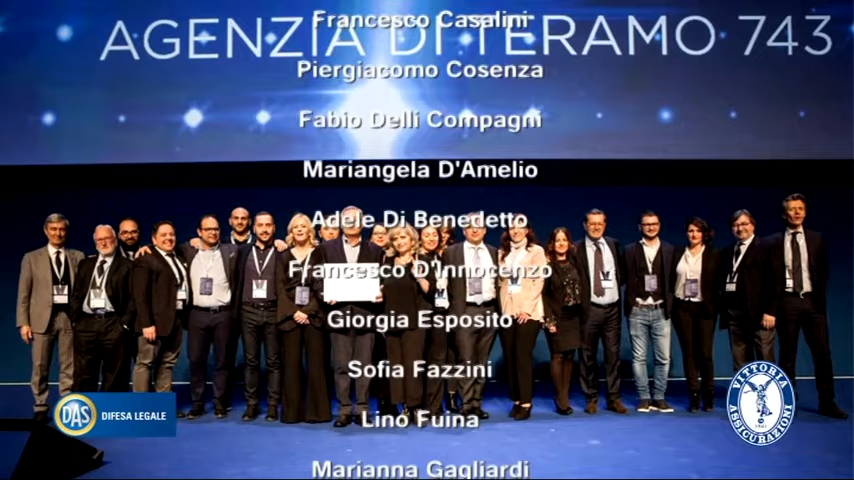 Francesco Casalini
AGENZIA DI TERAMO 743
Piergiacomo Cosenza
Fabio Delli Compagni
Mariangela D'Amelio
Adele Di Benedetto
Francesco D'Innocenzo
Giorgia Esposito
Sofia Fazzini
Lino Fuina
Marianna Gagliardi
DAS
DIFESA LEGALE
VITTORIA
ASSICURAZIONI
1921